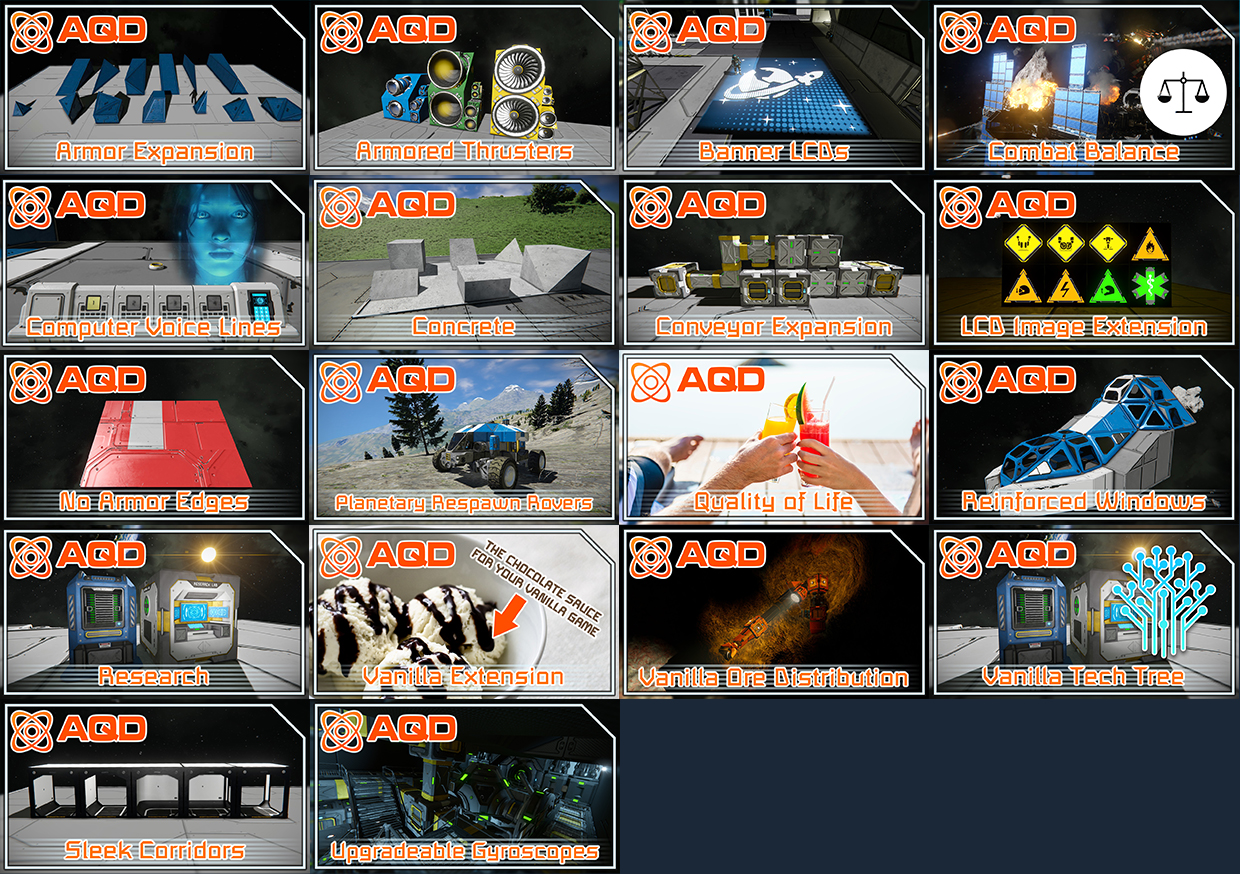 AQD
Armor Expansion
AQD
Armored Thrusters
AQD
Banner LCDs
AQD
Combat Balance
AQD
Computer Voice Lines
AQD
Concrete
AQD
Conveyor Expansion
AQD
LCD Image Extension
AQD
No Armor Edges
AQD
Planetary Respawn Rovers
AQD
Quality of Life
AQD
Reinforced Windows
AQD
RESEARCH LAB
Research
AQD
THE CHOCOLATE SAUCE
FOR YOUR VANILLA GAME
Vanilla Extension
AQD
Vanilla Ore Distribution
AQD
Vanilla Tech Tree
AQD
Sleek Corridors
AQD
Upgradeable Gyroscopes